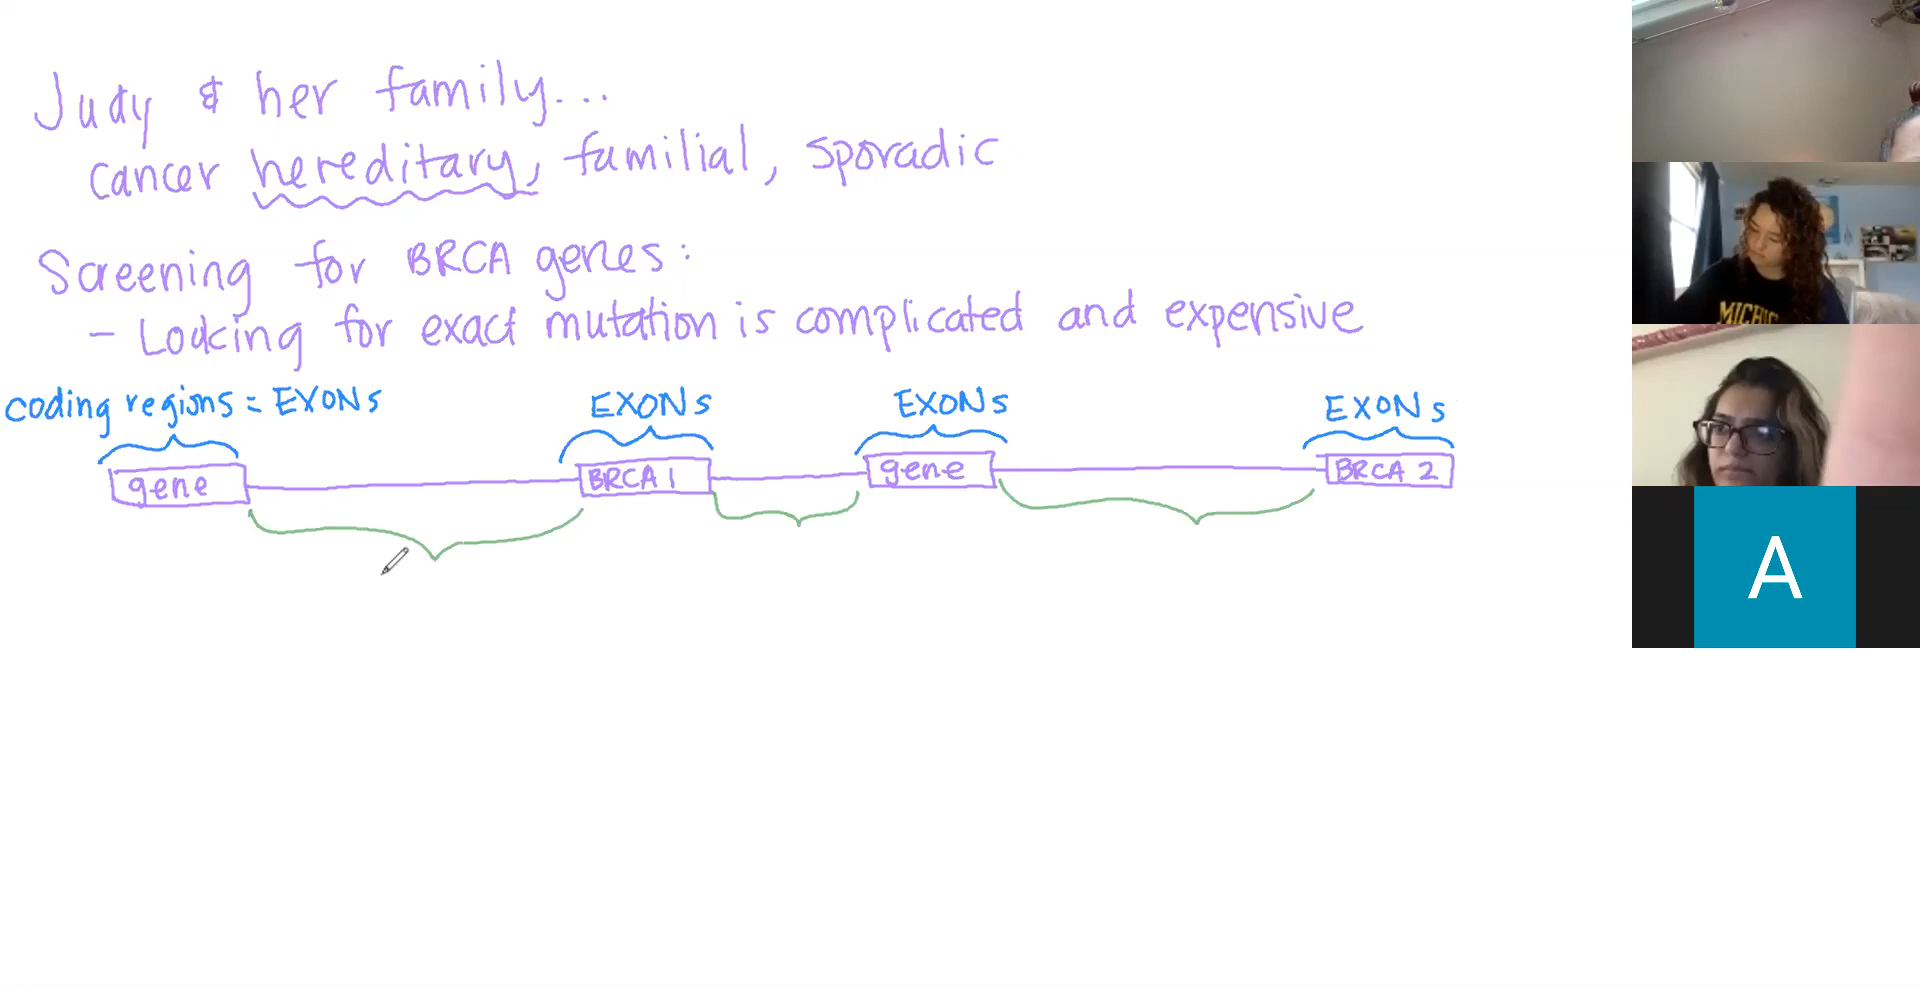 Judy & her family...
cancer hereditary, familial, sporadic
Screening for BRCA genes:
- Looking for exact mutation is complicated and expensive
coding regions = EXONs
EXONs
EXONs
EXONs
gene
BRCA 1
gene
BRCA 2
MICHIG
A